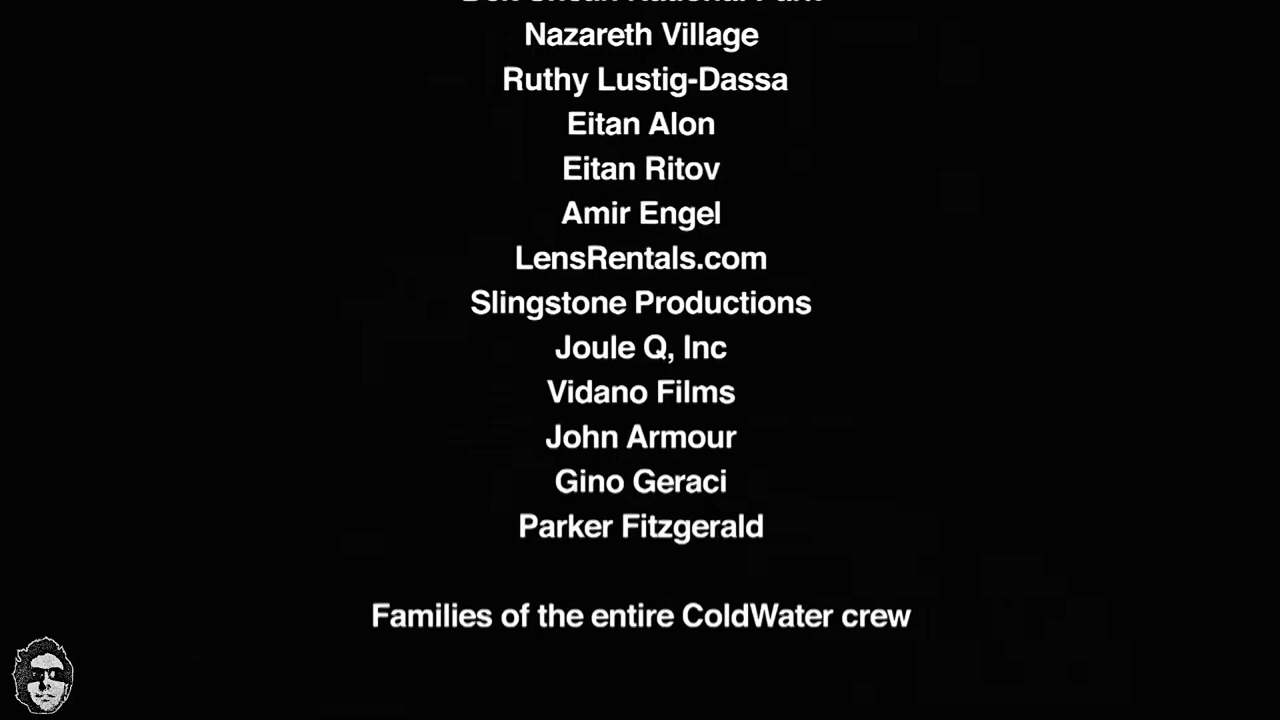 Nazareth Village
Ruthy Lustig-Dassa
Eitan Alon
Eitan Ritov
Amir Engel
LensRentals.com
Slingstone Productions
Joule Q, Inc
Vidano Films
John Armour
Gino Geraci
Parker Fitzgerald
Families of the entire ColdWater crew